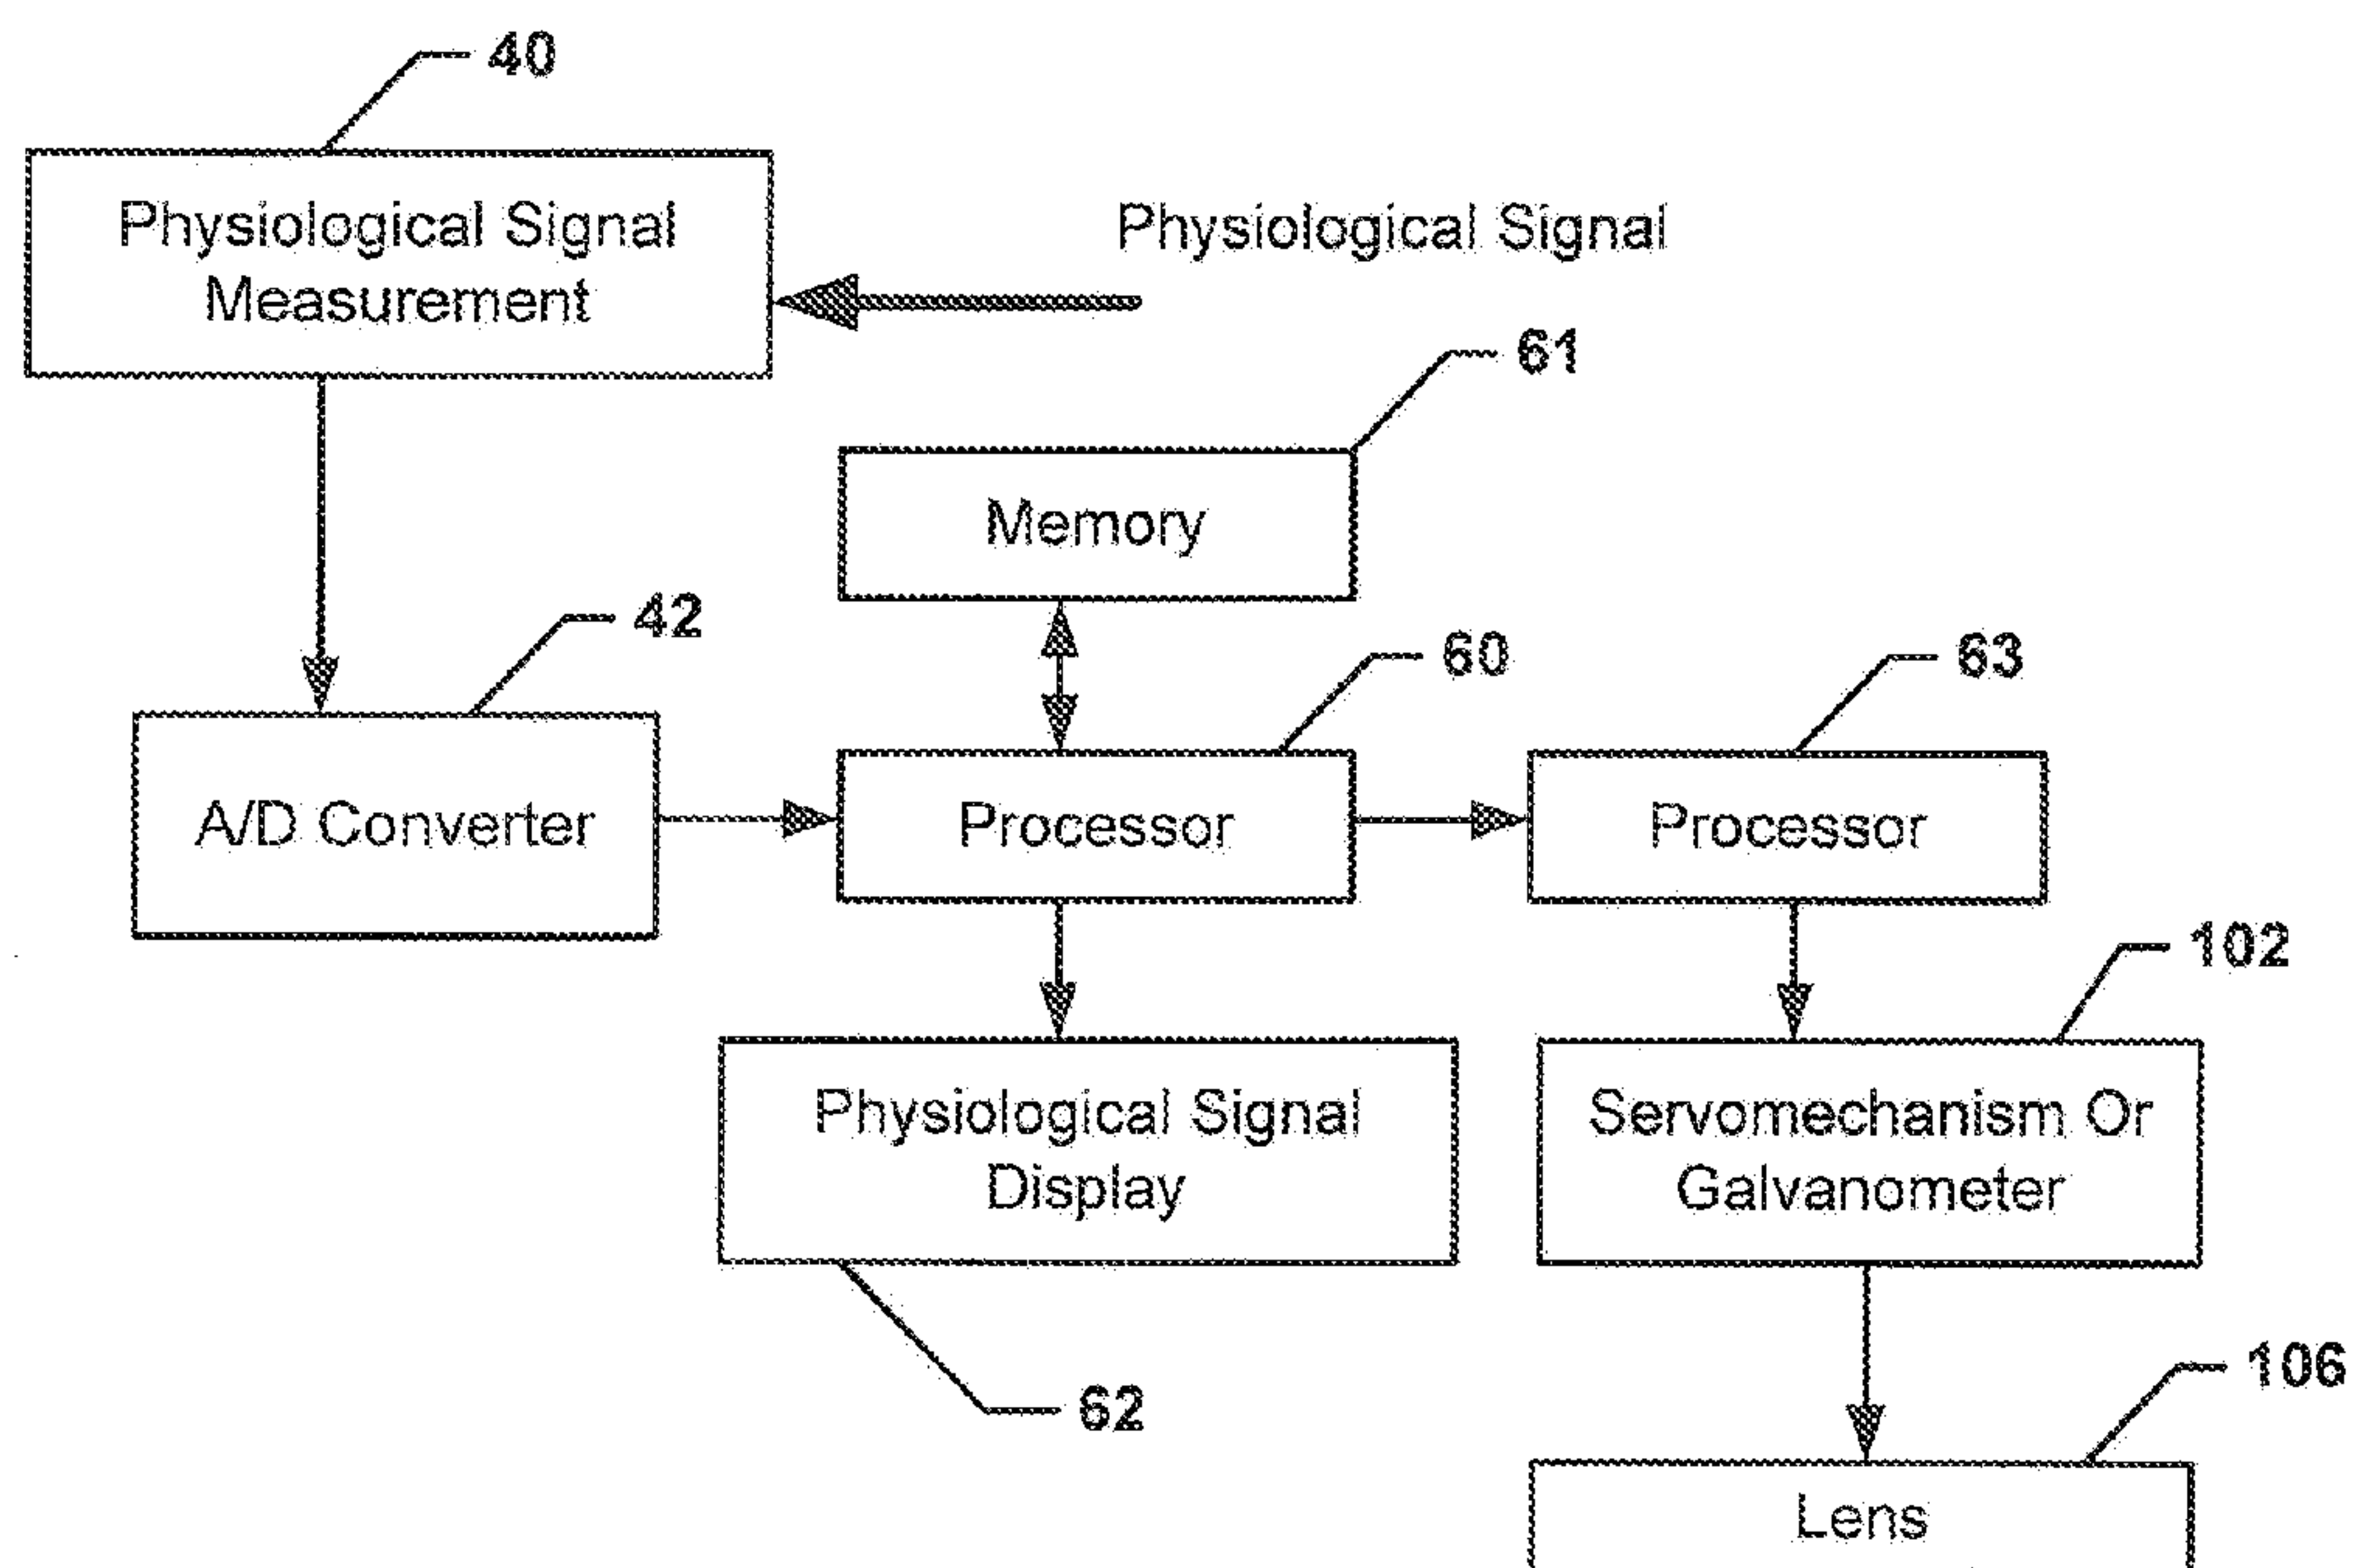 40
Physiological Signal
Measurement
Physiological Signal
61
Memory
42
60
63
A/D Converter
Processor
Processor
102
Physiological Signal
Display
Servomechanism Or
Galvanometer
62
106
Lens